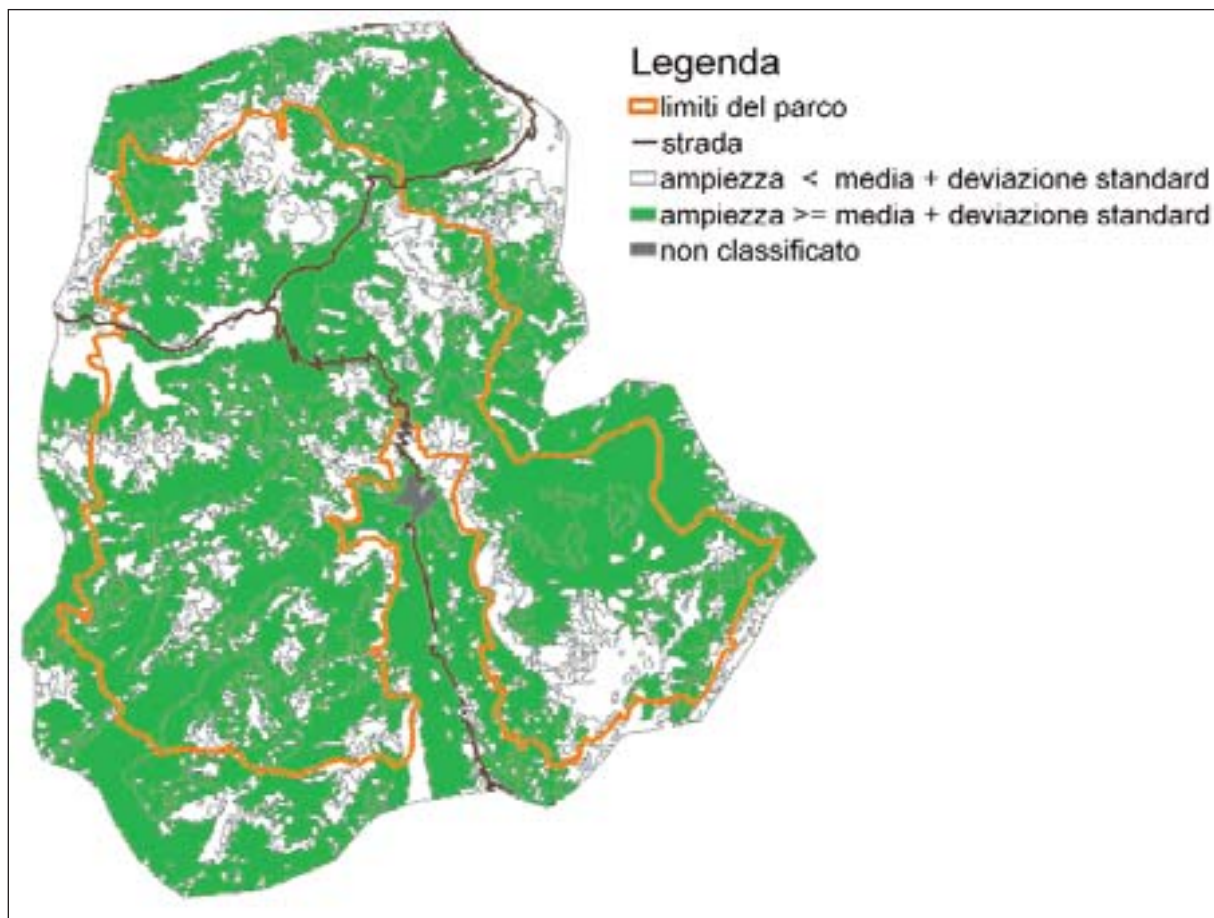 Legenda
limiti del parco
strada
ampiezza < media + deviazione standard
ampiezza >= media + deviazione standard
non classificato